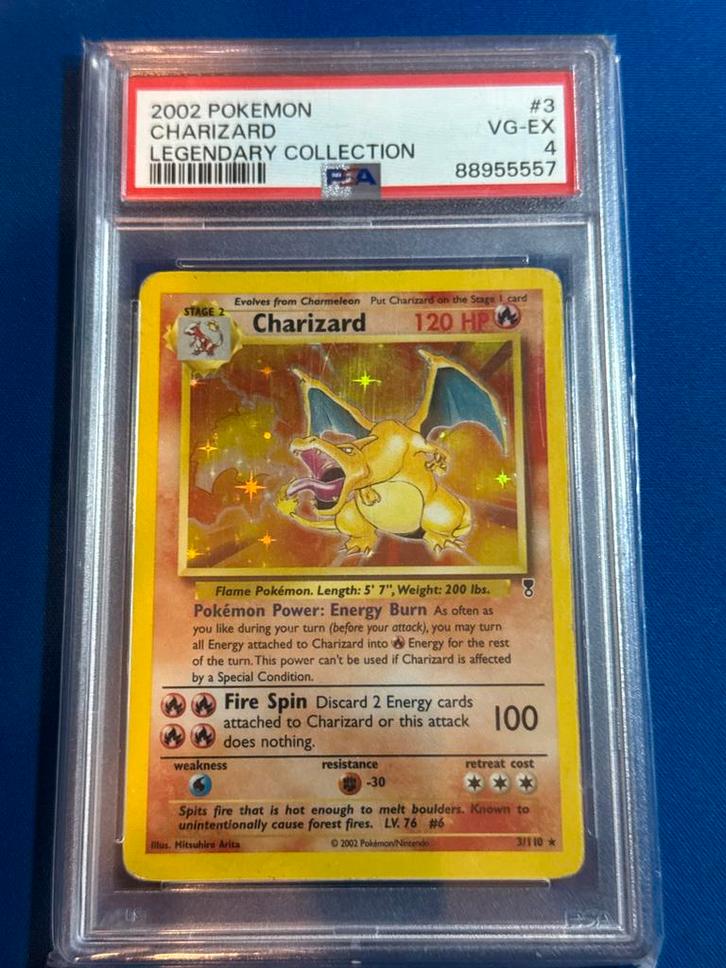 2002 POKEMON #3
CHARIZARD VG-EX
LEGENDARY COLLECTION 4
PSA 88955557
Evolves from Charmeleon Put Charizard on the Stage 1 card
STAGE 2
Charizard 120 HP
Flame Pokémon. Length: 5' 7", Weight: 200 lbs.
Pokémon Power: Energy Burn As often as
you like during your turn (before your attack), you may turn
all Energy attached to Charizard into Energy for the rest
of the turn. This power can't be used if Charizard is affected
by a Special Condition.
Fire Spin Discard 2 Energy cards
attached to Charizard or this attack 100
does nothing.
weakness resistance retreat cost
-30
Spits fire that is hot enough to melt boulders. Known to
unintentionally cause forest fires. LV. 76 #6
Illus. Mitsuhiro Arita © 2002 Pokémon/Nintendo 3/110 ★
PSA